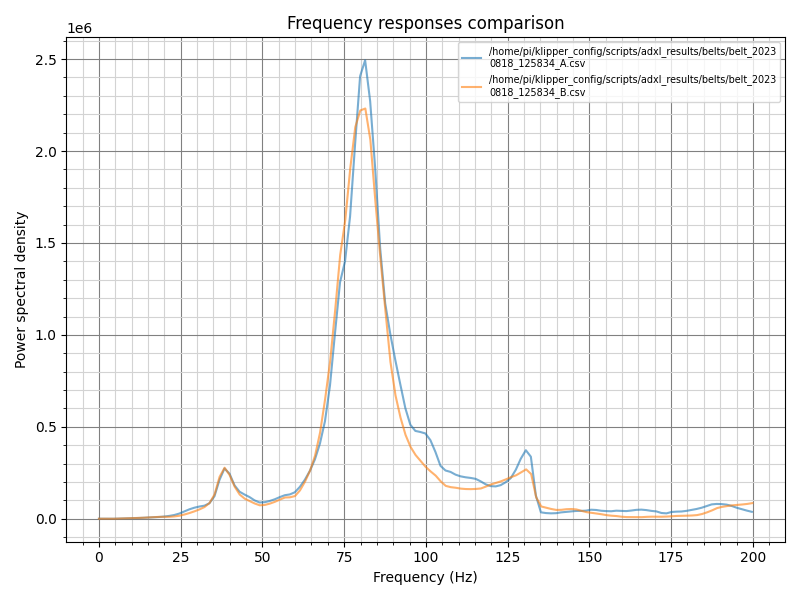 Frequency responses comparison
1e6
/home/pi/klipper_config/scripts/adxl_results/belts/belt_2023
0818_125834_A.csv
/home/pi/klipper_config/scripts/adxl_results/belts/belt_2023
0818_125834_B.csv
2.5
2.0
1.5
1.0
0.5
0.0
Power spectral density
0 25 50 75 100 125 150 175 200
Frequency (Hz)